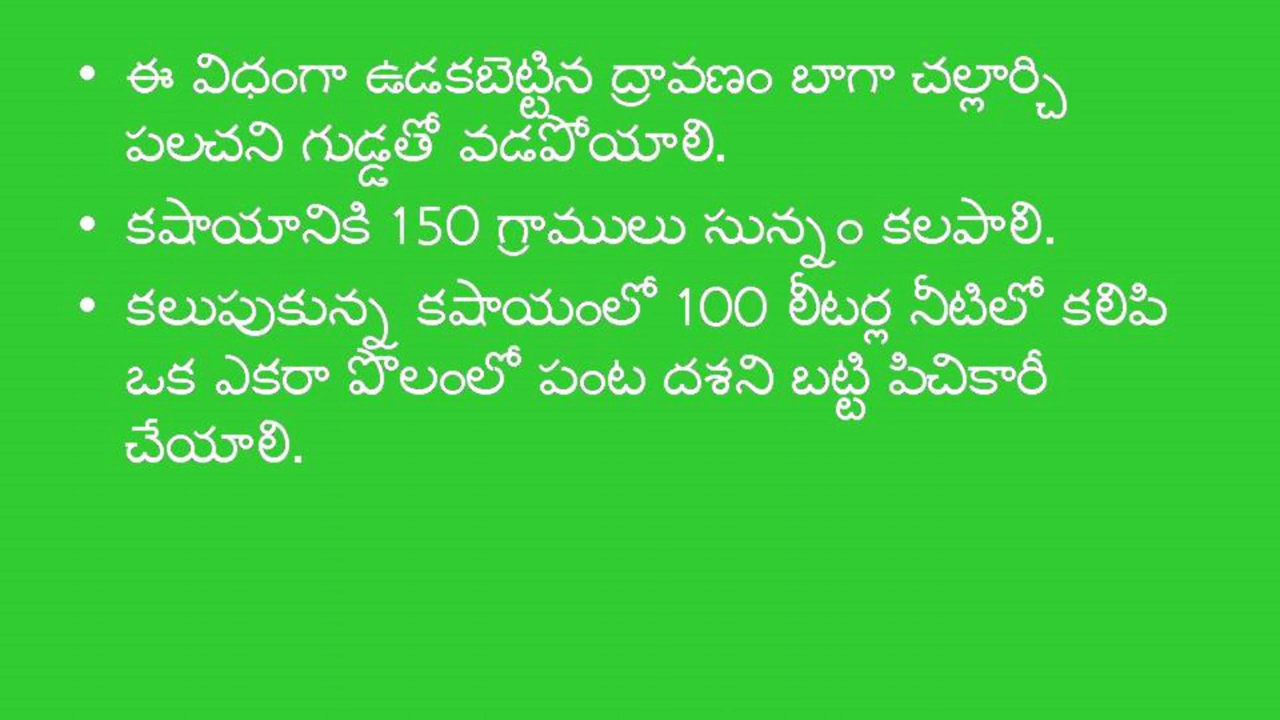 • ఈ విధంగా ఉడకబెట్టిన ద్రావణం బాగా చల్లార్చి
పలచని గుడ్డతో వడపోయాలి.
• కషాయానికి 150 గ్రాములు సున్నం కలపాలి.
• కలుపుకున్న కషాయంలో 100 లీటర్ల నీటిలో కలిపి
ఒక ఎకరా పొలంలో పంట దశని బట్టి పిచికారీ
చేయాలి.